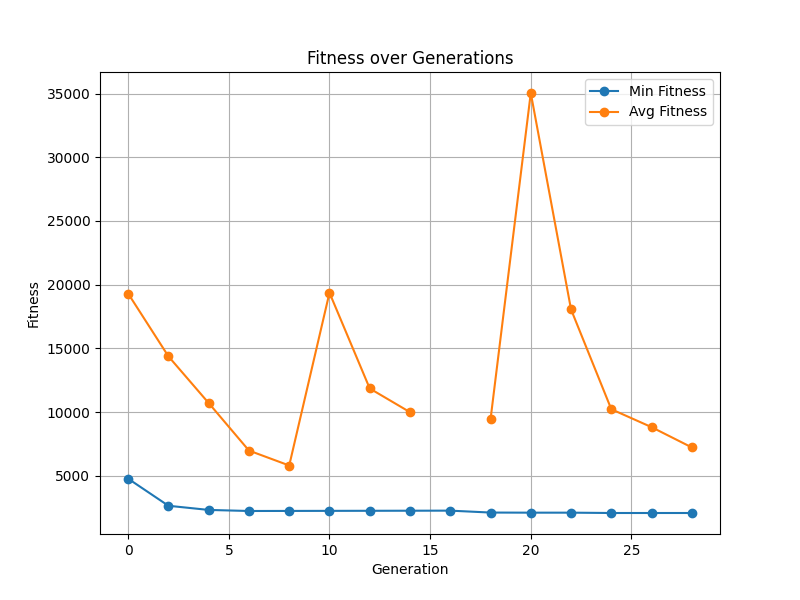 Fitness over Generations
Min Fitness
Avg Fitness
35000
30000
25000
20000
15000
10000
5000
Fitness
0 5 10 15 20 25
Generation